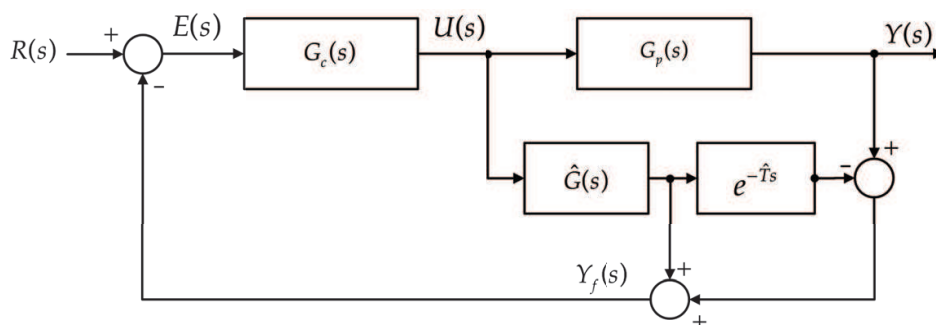 R(s) + E(s) G_c(s) U(s) G_p(s) Y(s)
-
Ĝ(s) e^{-T̂s} - +
Y_f(s) +
+